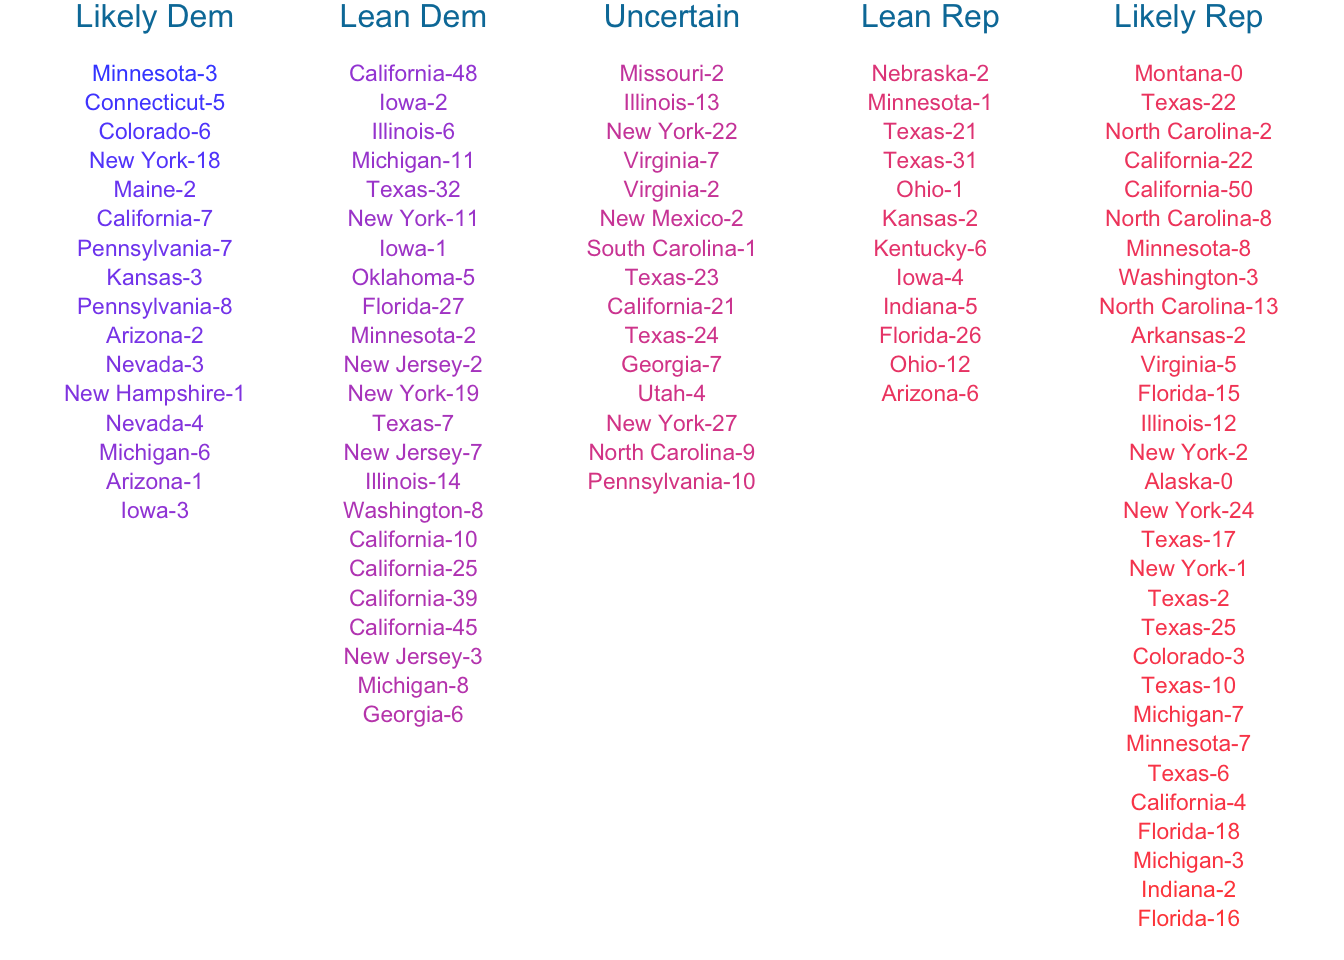 Likely Dem
Minnesota-3
Connecticut-5
Colorado-6
New York-18
Maine-2
California-7
Pennsylvania-7
Kansas-3
Pennsylvania-8
Arizona-2
Nevada-3
New Hampshire-1
Nevada-4
Michigan-6
Arizona-1
Iowa-3
Lean Dem
California-48
Iowa-2
Illinois-6
Michigan-11
Texas-32
New York-11
Iowa-1
Oklahoma-5
Florida-27
Minnesota-2
New Jersey-2
New York-19
Texas-7
New Jersey-7
Illinois-14
Washington-8
California-10
California-25
California-39
California-45
New Jersey-3
Michigan-8
Georgia-6
Uncertain
Missouri-2
Illinois-13
New York-22
Virginia-7
Virginia-2
New Mexico-2
South Carolina-1
Texas-23
California-21
Texas-24
Georgia-7
Utah-4
New York-27
North Carolina-9
Pennsylvania-10
Lean Rep
Nebraska-2
Minnesota-1
Texas-21
Texas-31
Ohio-1
Kansas-2
Kentucky-6
Iowa-4
Indiana-5
Florida-26
Ohio-12
Arizona-6
Likely Rep
Montana-0
Texas-22
North Carolina-2
California-22
California-50
North Carolina-8
Minnesota-8
Washington-3
North Carolina-13
Arkansas-2
Virginia-5
Florida-15
Illinois-12
New York-2
Alaska-0
New York-24
Texas-17
New York-1
Texas-2
Texas-25
Colorado-3
Texas-10
Michigan-7
Minnesota-7
Texas-6
California-4
Florida-18
Michigan-3
Indiana-2
Florida-16